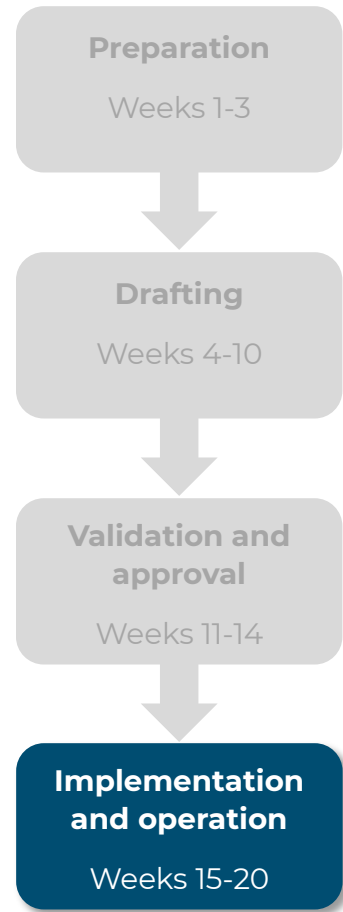 Preparation
Weeks 1-3
Drafting
Weeks 4-10
Validation and
approval
Weeks 11-14
Implementation
and operation
Weeks 15-20